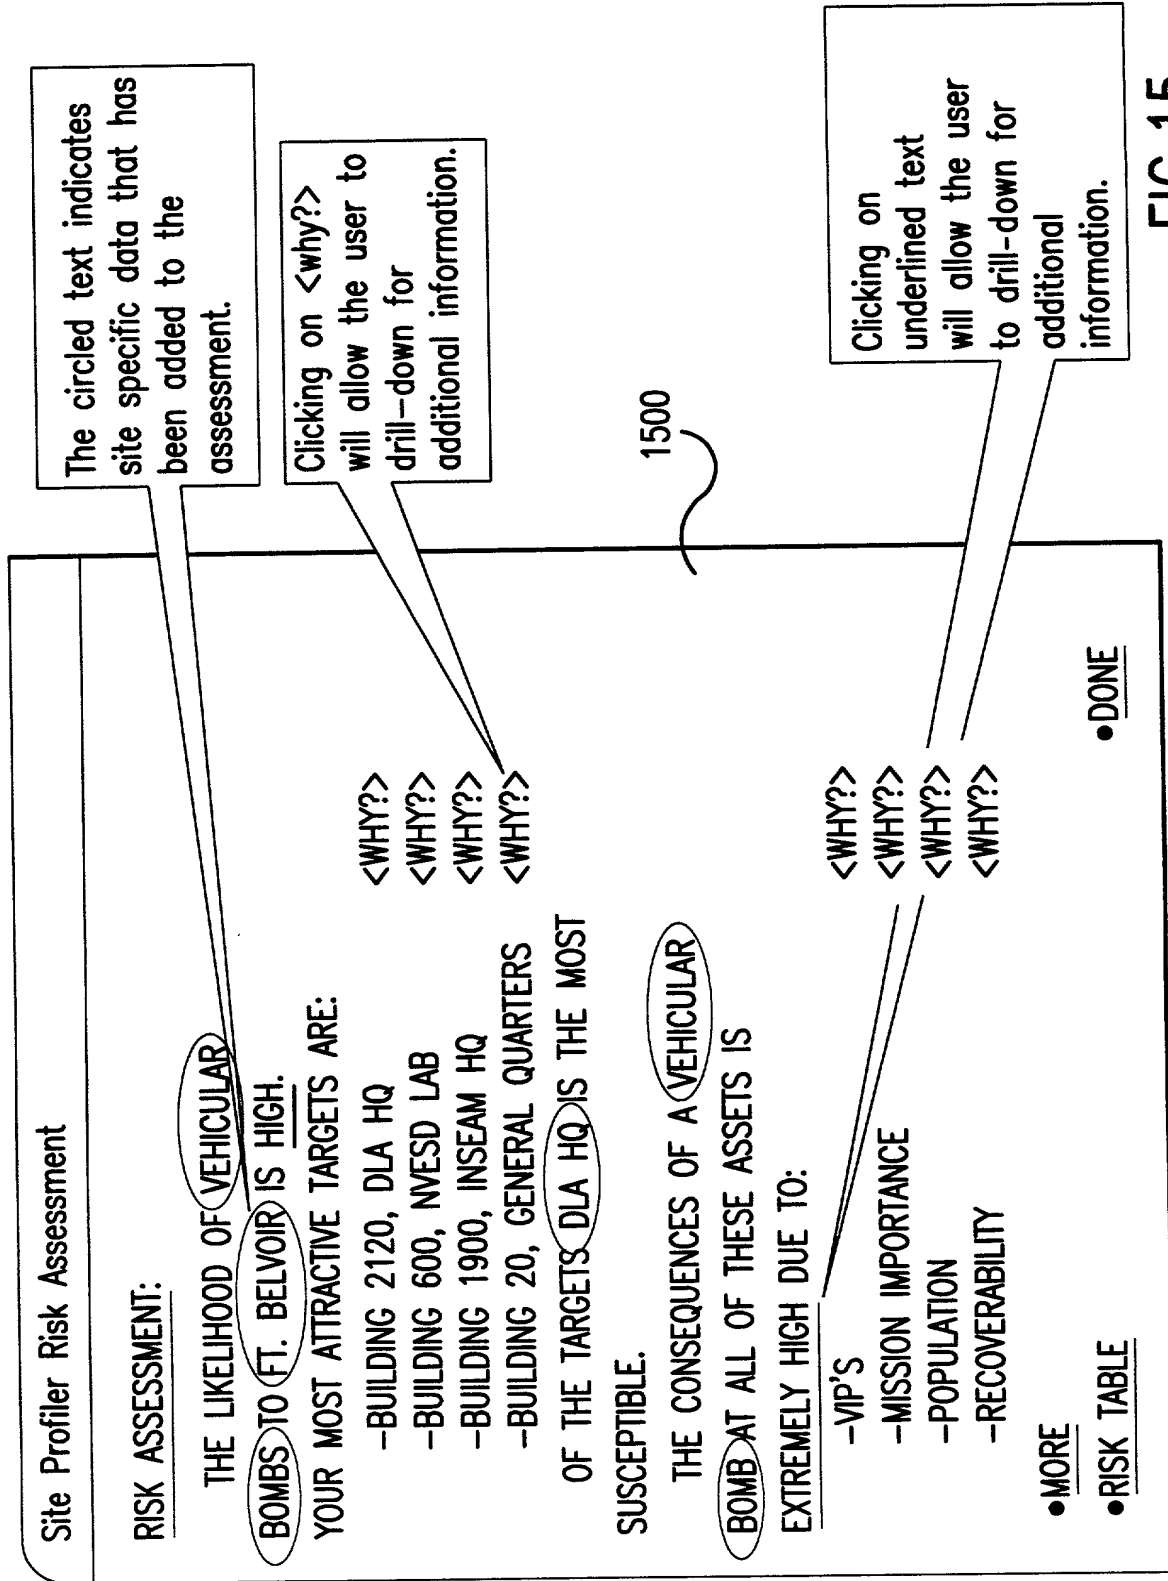 Site Profiler Risk Assessment
RISK ASSESSMENT:
THE LIKELIHOOD OF VEHICULAR
BOMBS TO FT. BELVOIR IS HIGH.
YOUR MOST ATTRACTIVE TARGETS ARE:
–BUILDING 2120, DLA HQ <WHY?>
–BUILDING 600, NVESD LAB <WHY?>
–BUILDING 1900, INSEAM HQ <WHY?>
–BUILDING 20, GENERAL QUARTERS <WHY?>
OF THE TARGETS DLA HQ IS THE MOST
SUSCEPTIBLE.
THE CONSEQUENCES OF A VEHICULAR
BOMB AT ALL OF THESE ASSETS IS
EXTREMELY HIGH DUE TO:
–VIP'S <WHY?>
–MISSION IMPORTANCE <WHY?>
–POPULATION <WHY?>
–RECOVERABILITY <WHY?>
•MORE
•RISK TABLE
•DONE
The circled text indicates
site specific data that has
been added to the
assessment.
Clicking on <why?>
will allow the user to
drill–down for
additional information.
1500
Clicking on
underlined text
will allow the user
to drill–down for
additional
information.
FIG.15